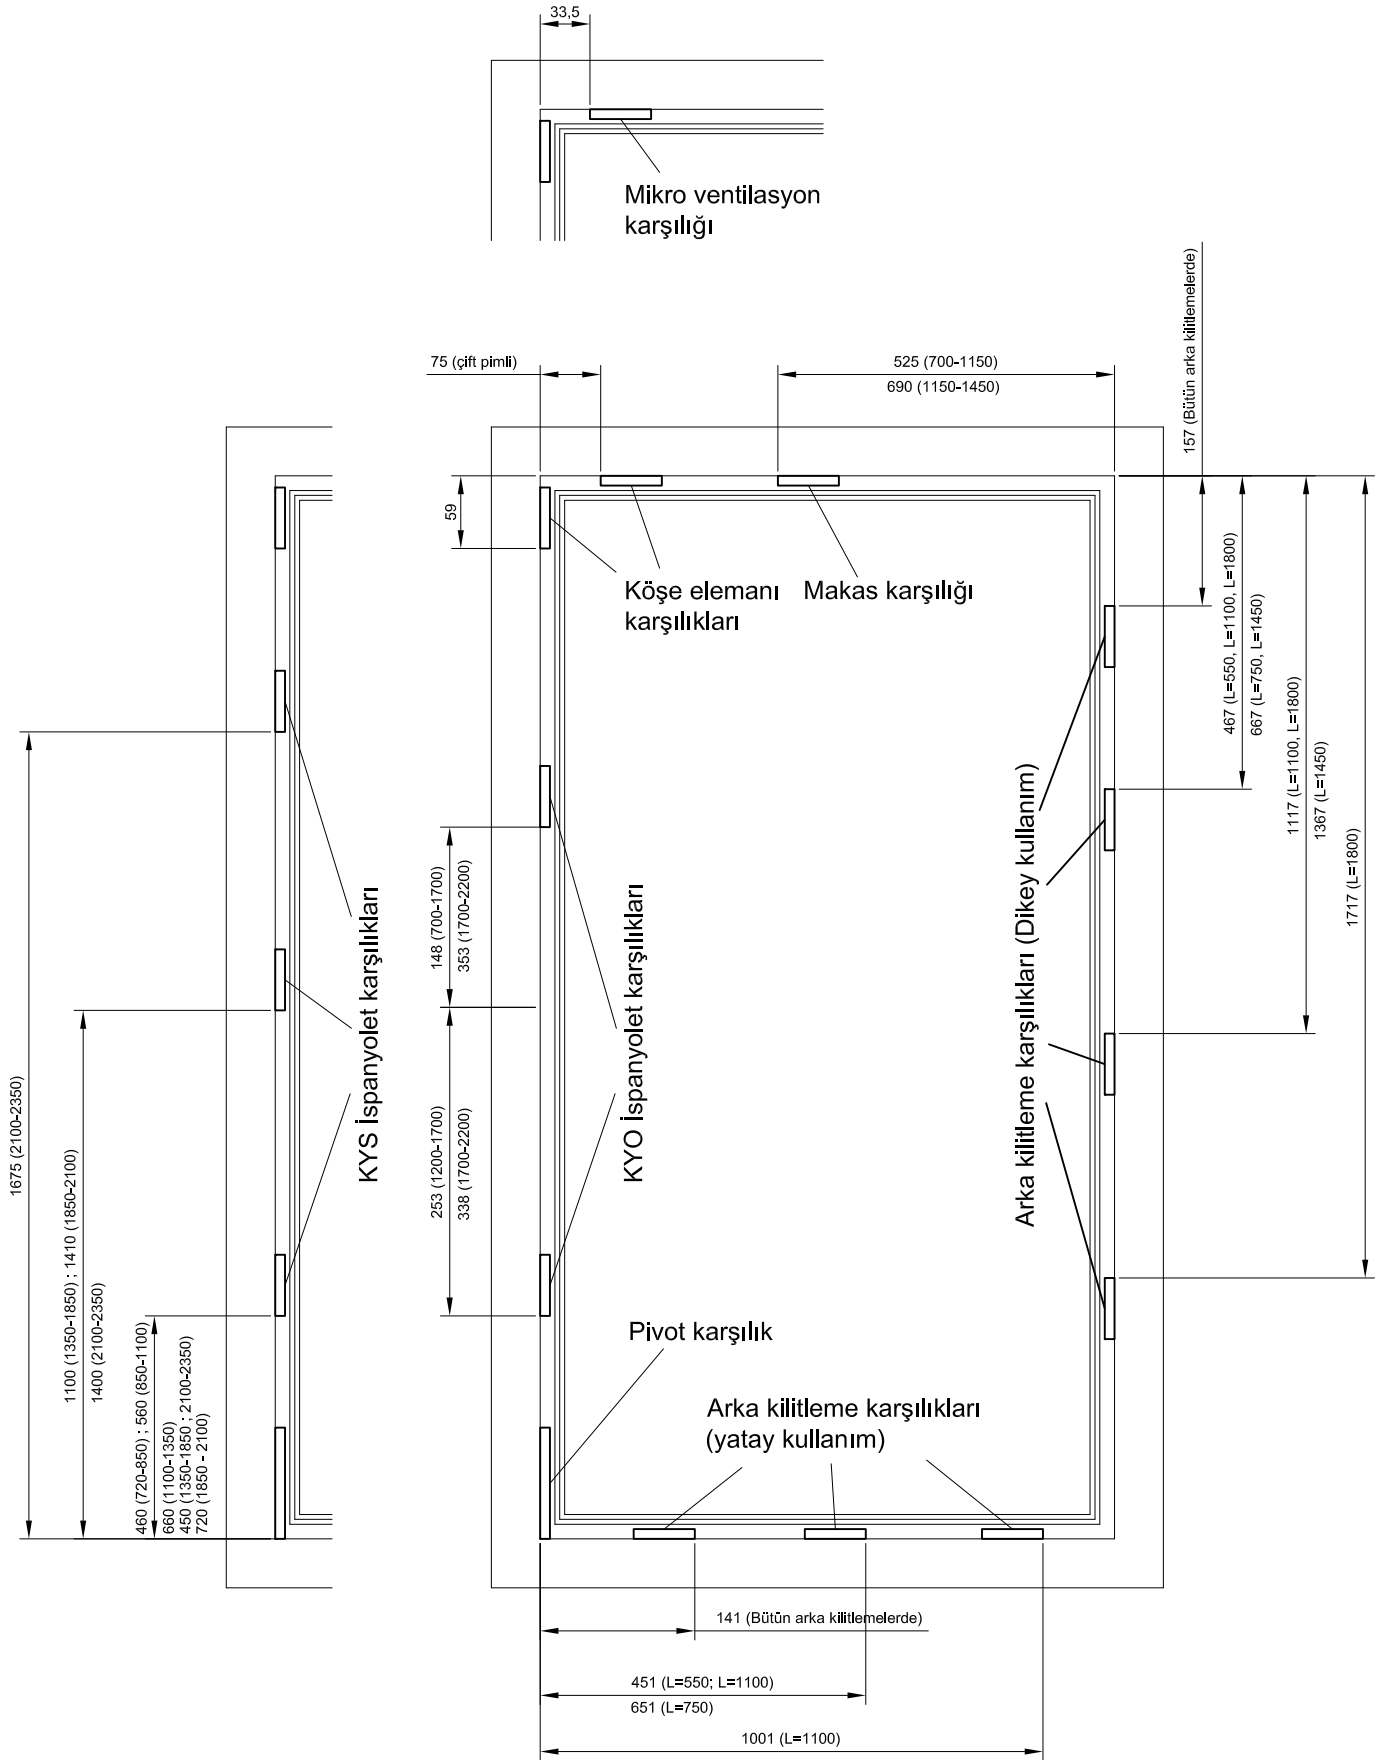 33,5
Mikro ventilasyon
karşılığı
157 (Bütün arka kilitlemelerde)
75 (çift pimli)
525 (700-1150)
690 (1150-1450)
59
Köşe elemanı
karşılıkları
Makas karşılığı
467 (L=550, L=1100, L=1800)
667 (L=750, L=1450)
1117 (L=1100, L=1800)
1367 (L=1450)
1717 (L=1800)
Arka kilitleme karşılıkları (Dikey kullanım)
KYS İspanyolet karşılıkları
148 (700-1700)
353 (1700-2200)
KYO İspanyolet karşılıkları
253 (1200-1700)
338 (1700-2200)
1675 (2100-2350)
1100 (1350-1850) ; 1410 (1850-2100)
1400 (2100-2350)
460 (720-850) ; 560 (850-1100)
660 (1100-1350)
450 (1350-1850 ; 2100-2350)
720 (1850 - 2100)
Pivot karşılık
Arka kilitleme karşılıkları
(yatay kullanım)
141 (Bütün arka kilitlemelerde)
451 (L=550; L=1100)
651 (L=750)
1001 (L=1100)